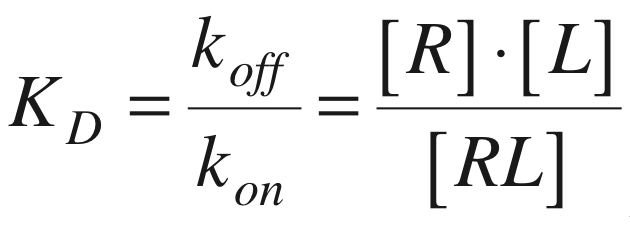 K_D = k_off / k_on = [R] · [L] / [RL]